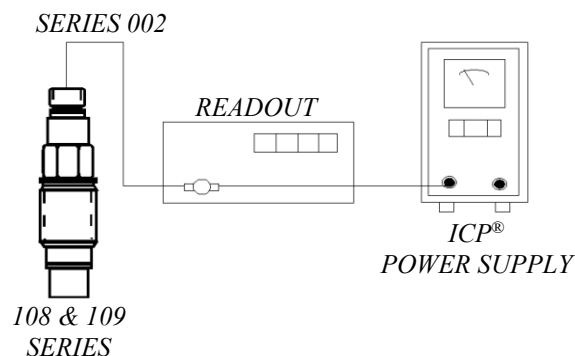 SERIES 002
READOUT
ICP®
POWER SUPPLY
108 & 109
SERIES